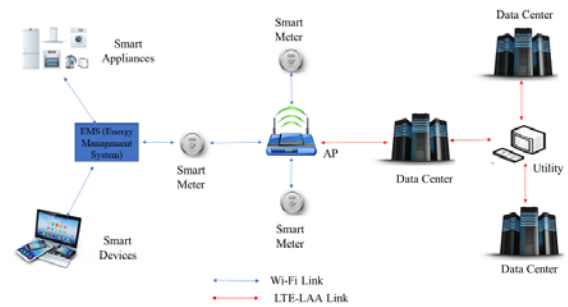 Smart
Appliances
Smart
Meter
Data Center
EMS (Energy
Management
System)
Smart
Meter
AP
Data Center
Utility
Smart
Meter
Smart
Devices
Data Center
Wi-Fi Link
LTE-LAA Link